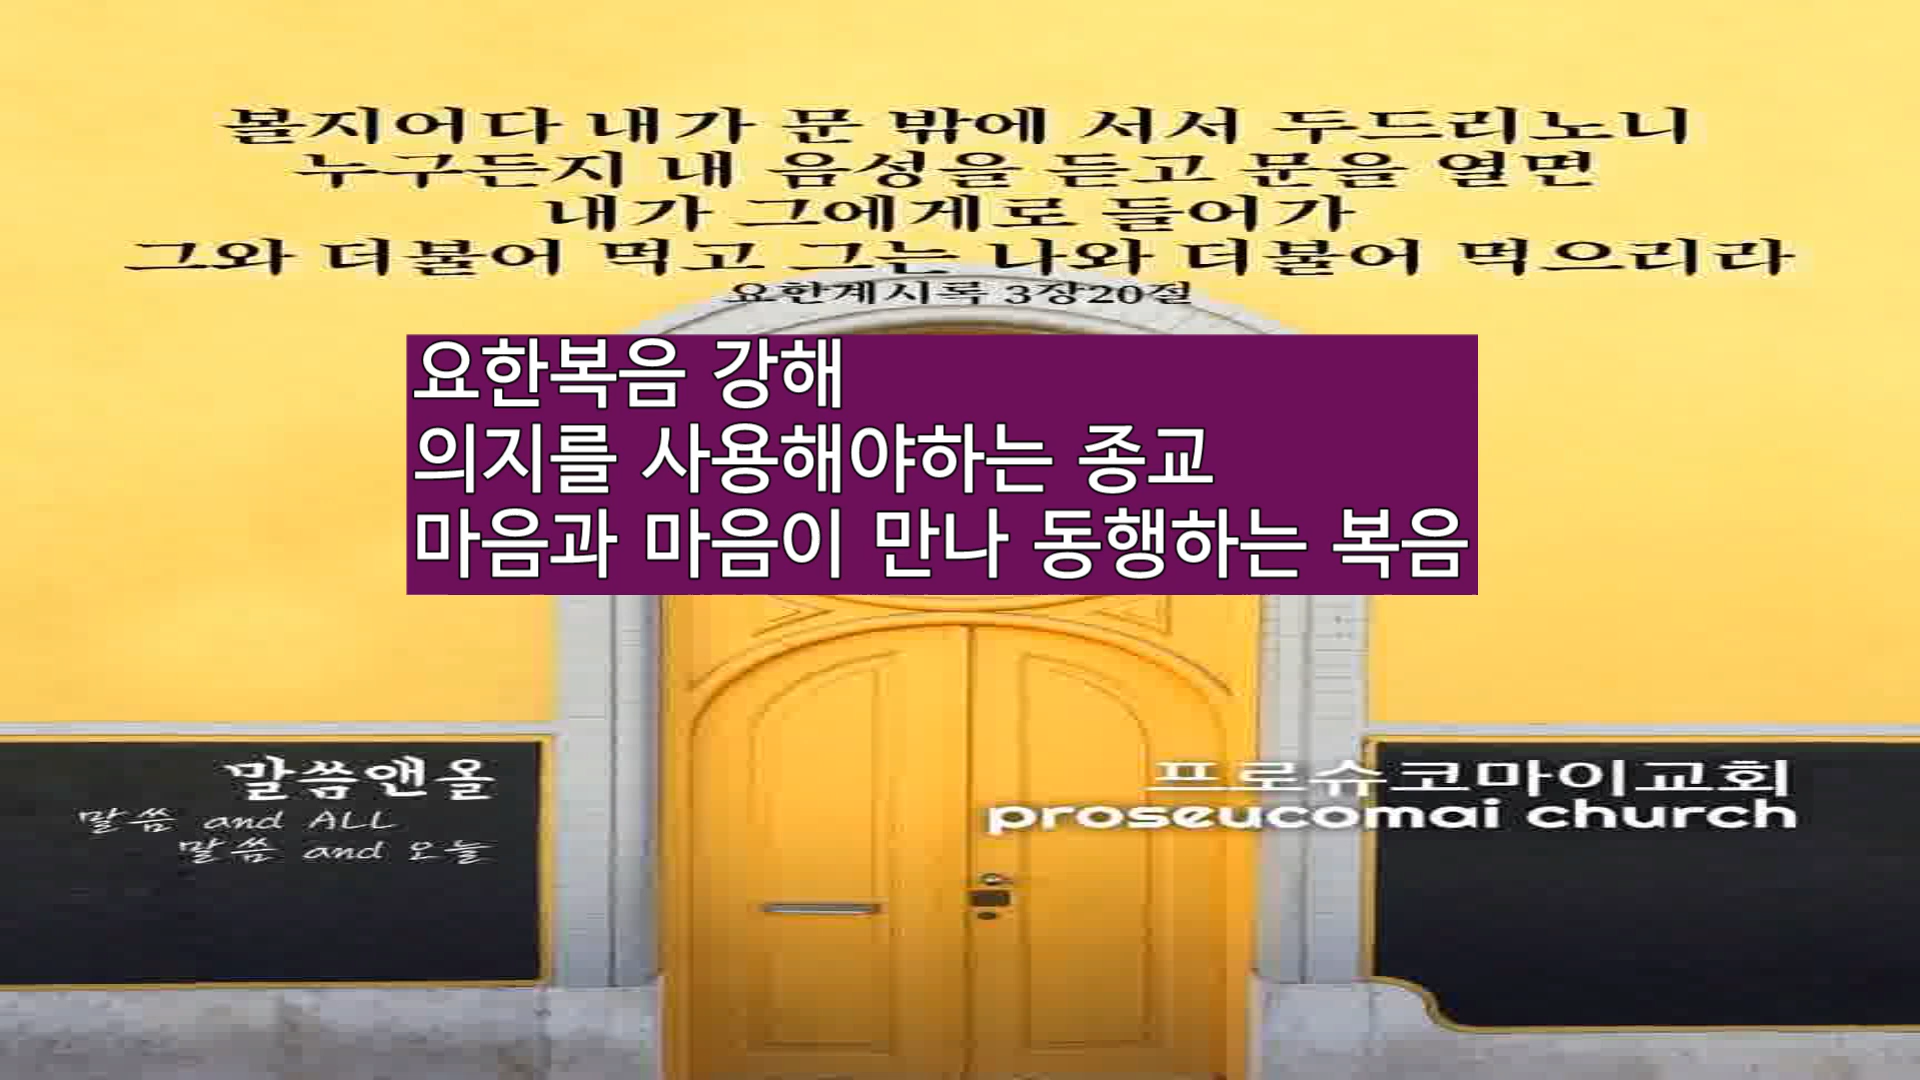 볼지어다 내가 문 밖에 서서 두드리노니
누구든지 내 음성을 듣고 문을 열면
내가 그에게로 들어가
그와 더불어 먹고 그는 나와 더불어 먹으리라
요한계시록 3장20절
요한복음 강해
의지를 사용해야하는 종교
마음과 마음이 만나 동행하는 복음
말씀앤올
말씀 and ALL
말씀 and 오늘
프로슈코마이교회
proseucomai church